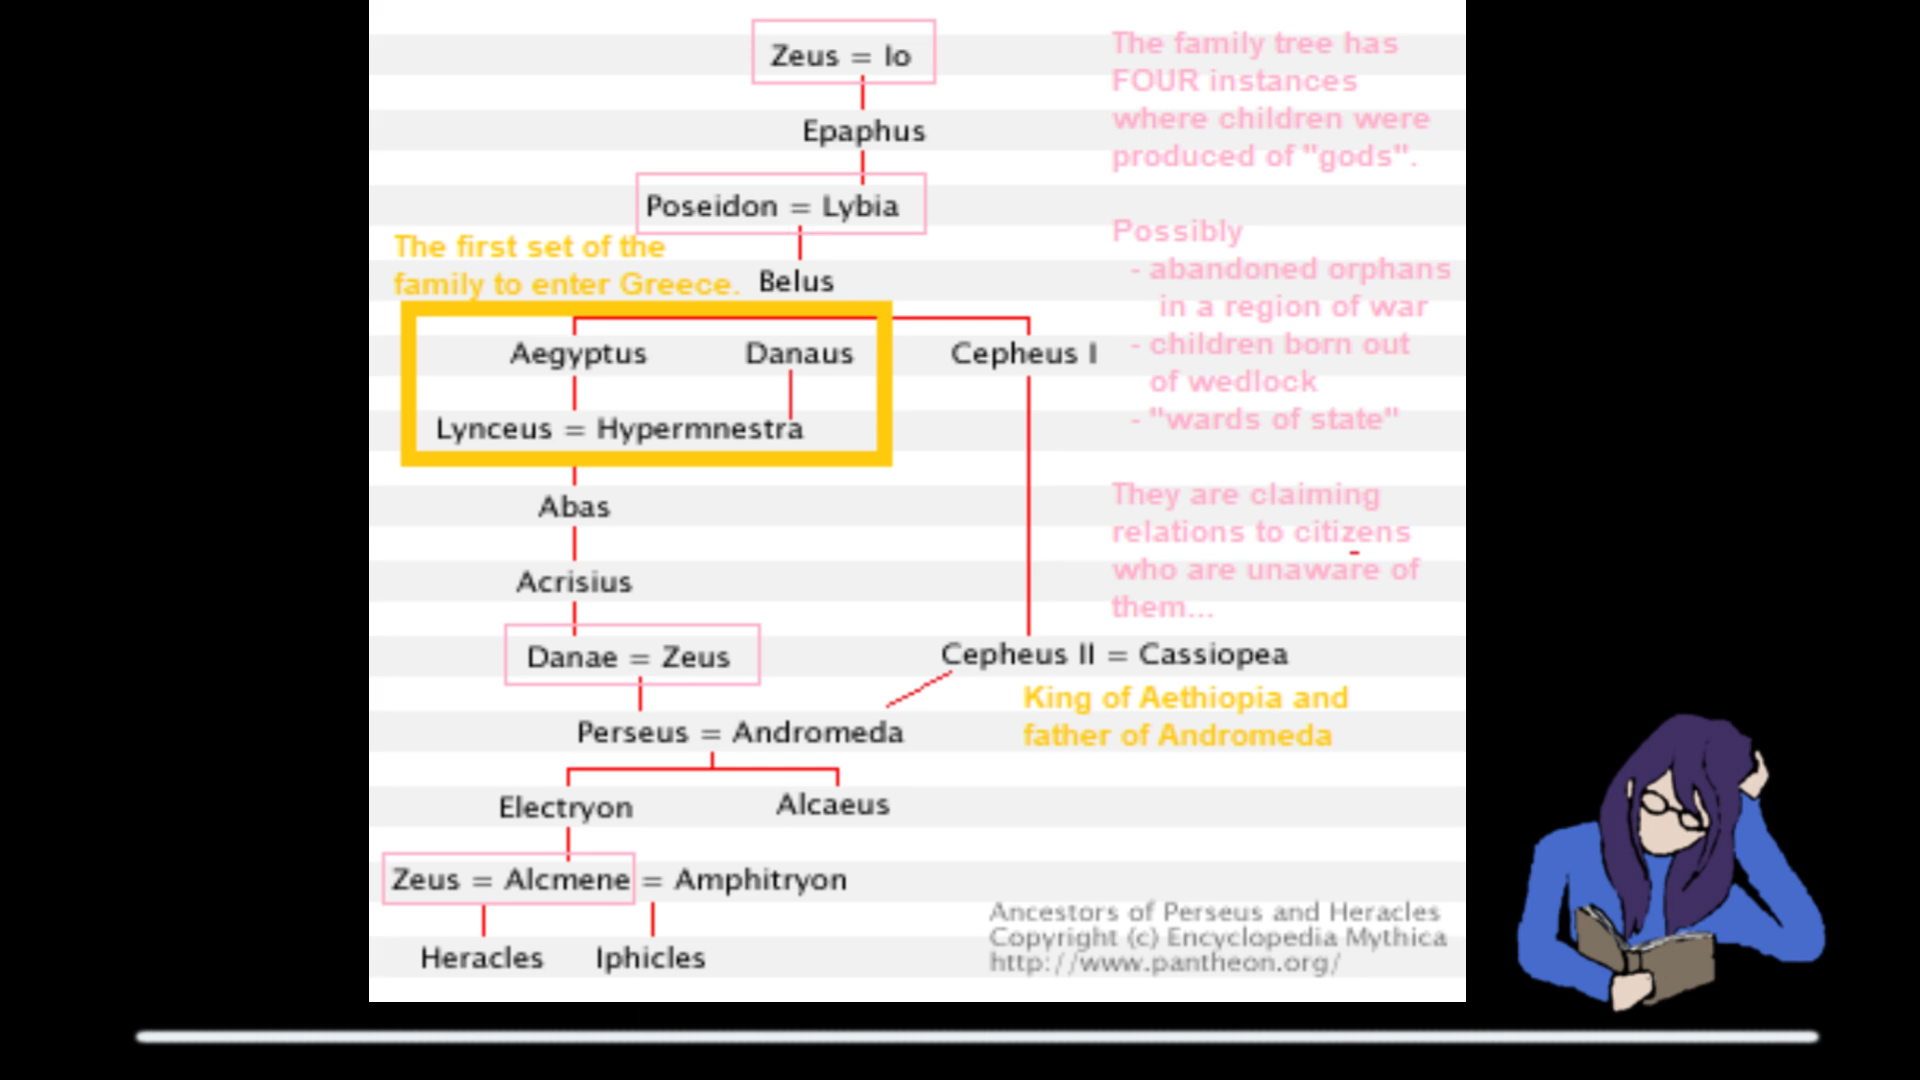 Zeus = Io
The family tree has
FOUR instances
where children were
produced of "gods".
Epaphus
Poseidon = Lybia
Possibly
- abandoned orphans
in a region of war
- children born out
of wedlock
- "wards of state"
The first set of the
family to enter Greece.
Belus
Aegyptus Danaus Cepheus I
Lynceus = Hypermnestra
Abas
They are claiming
relations to citizens
who are unaware of
them...
Acrisius
Danae = Zeus
Cepheus II = Cassiopea
King of Aethiopia and
father of Andromeda
Perseus = Andromeda
Electryon Alcaeus
Zeus = Alcmene = Amphitryon
Heracles Iphicles
Ancestors of Perseus and Heracles
Copyright (c) Encyclopedia Mythica
http://www.pantheon.org/